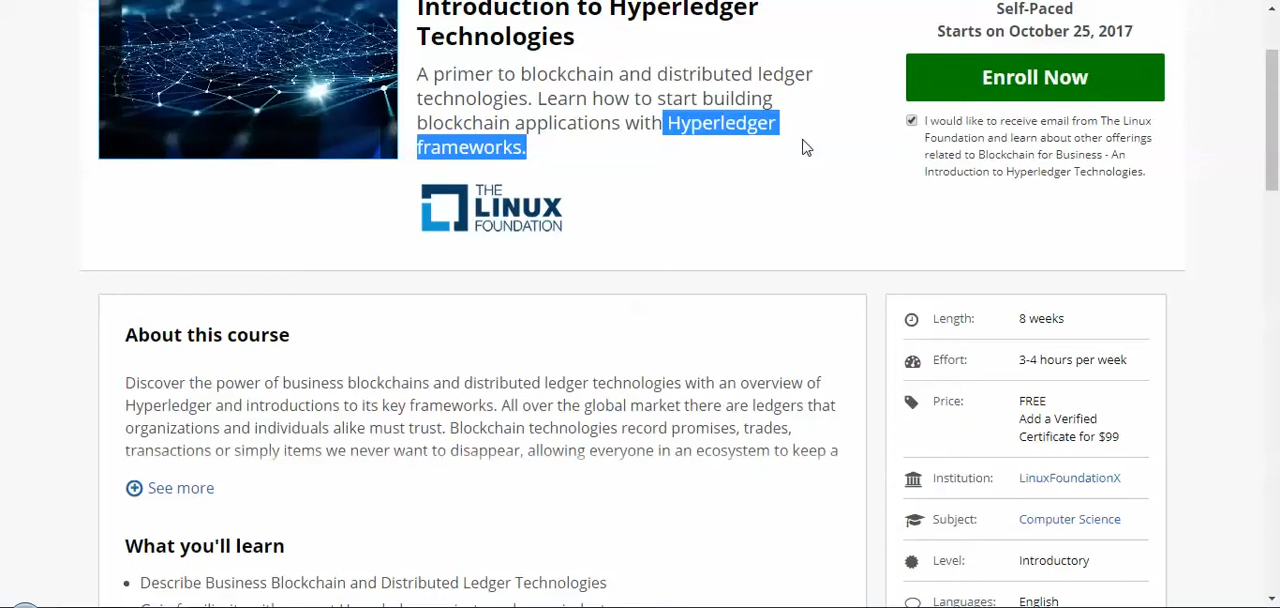 Introduction to Hyperledger
Technologies
A primer to blockchain and distributed ledger
technologies. Learn how to start building
blockchain applications with Hyperledger
frameworks.
THE
LINUX
FOUNDATION
Self-Paced
Starts on October 25, 2017
Enroll Now
I would like to receive email from The Linux
Foundation and learn about other offerings
related to Blockchain for Business - An
Introduction to Hyperledger Technologies.
About this course
Discover the power of business blockchains and distributed ledger technologies with an overview of
Hyperledger and introductions to its key frameworks. All over the global market there are ledgers that
organizations and individuals alike must trust. Blockchain technologies record promises, trades,
transactions or simply items we never want to disappear, allowing everyone in an ecosystem to keep a
See more
What you'll learn
Describe Business Blockchain and Distributed Ledger Technologies
Length: 8 weeks
Effort: 3-4 hours per week
Price: FREE
Add a Verified
Certificate for $99
Institution: LinuxFoundationX
Subject: Computer Science
Level: Introductory
Languages: English